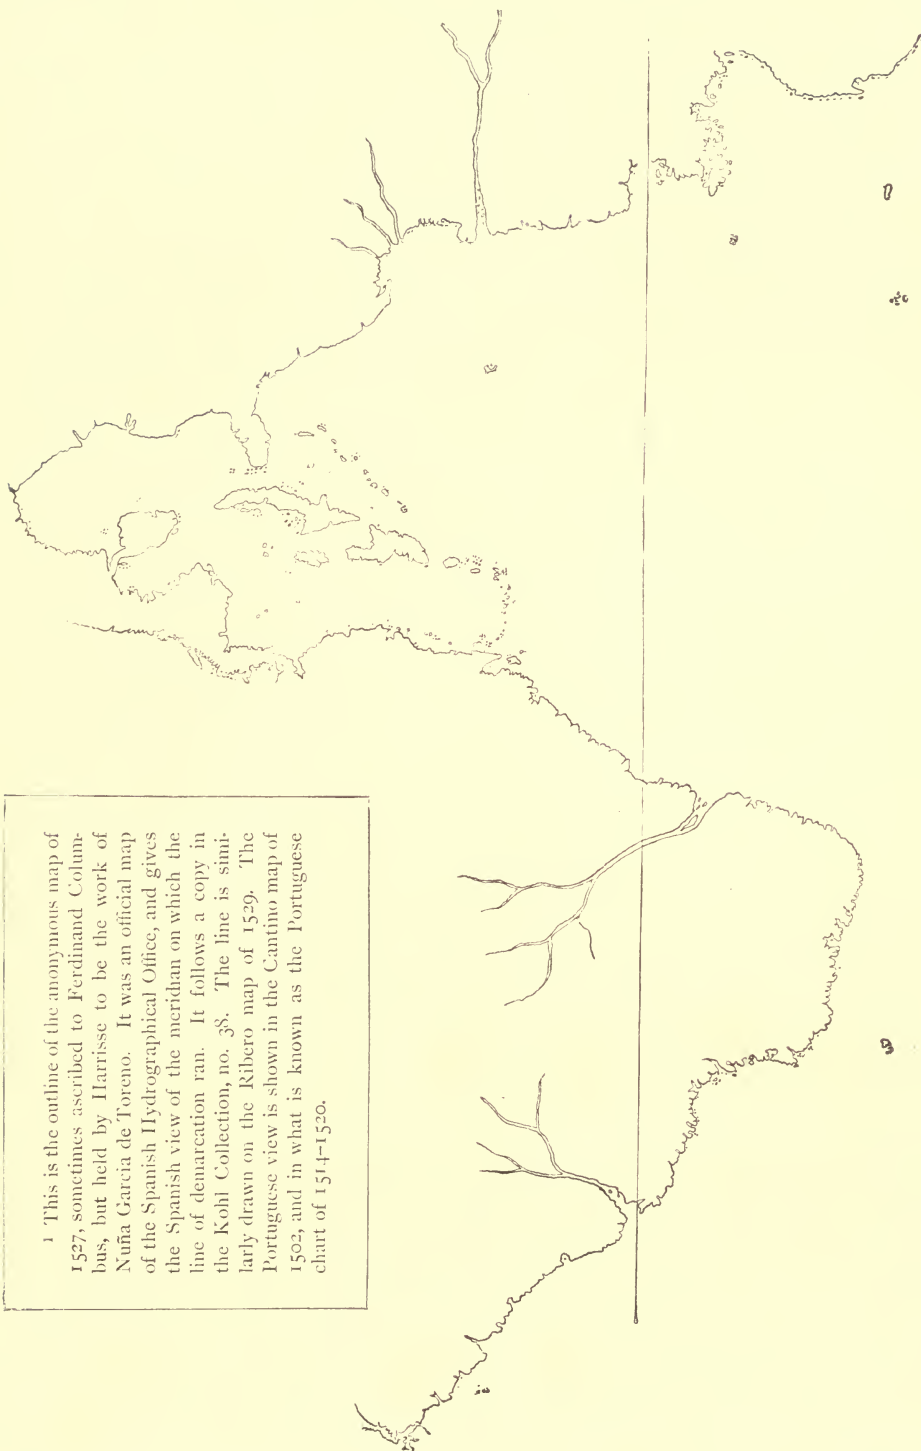 1 This is the outline of the anonymous map of
1527, sometimes ascribed to Ferdinand Colum-
bus, but held by Harrisse to be the work of
Nuña Garcia de Toreno. It was an official map
of the Spanish Hydrographical Office, and gives
the Spanish view of the meridian on which the
line of demarcation ran. It follows a copy in
the Kohl Collection, no. 38. The line is simi-
larly drawn on the Ribero map of 1529. The
Portuguese view is shown in the Cantino map of
1502, and in what is known as the Portuguese
chart of 1514–1520.